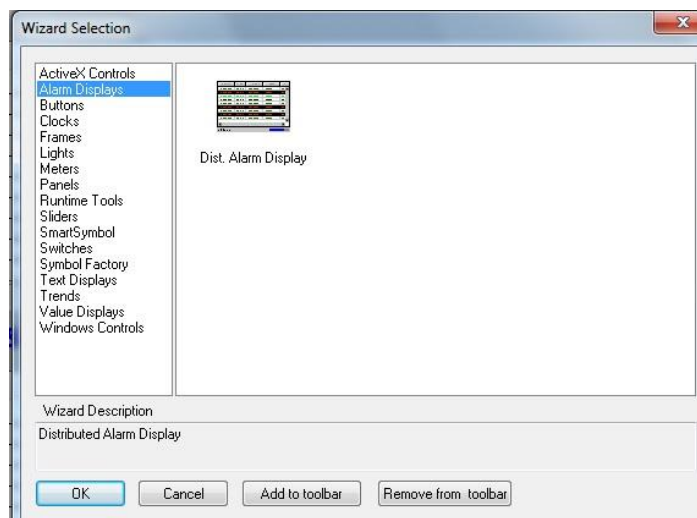 Wizard Selection
ActiveX Controls
Alarm Displays
Buttons
Clocks
Frames
Lights
Meters
Panels
Runtime Tools
Sliders
SmartSymbol
Switches
Symbol Factory
Text Displays
Trends
Value Displays
Windows Controls
Dist. Alarm Display
Wizard Description
Distributed Alarm Display
OK
Cancel
Add to toolbar
Remove from toolbar